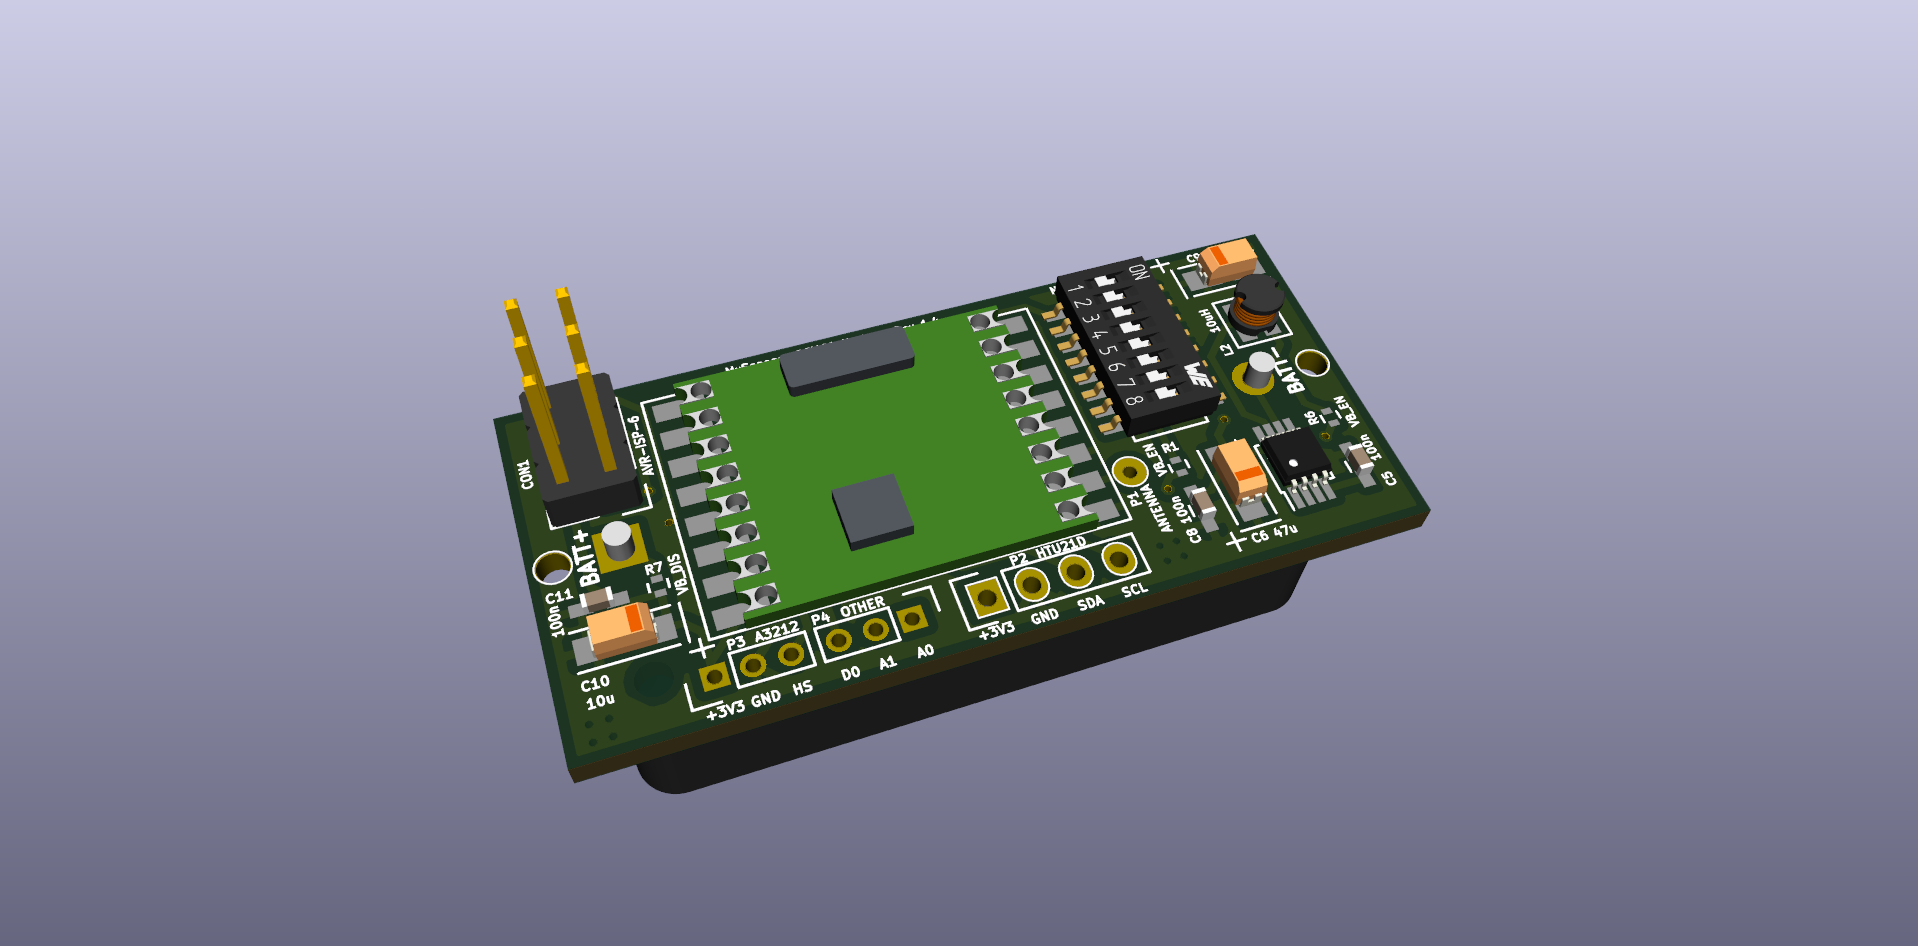 CON1
AVR-ISP-6
BATT+
R7
VB_DIS
C11
100n
C10
10u
P3 A3212
+3V3
GND
HS
P4 OTHER
D0
A1
A0
P2 HTU21D
+3V3
GND
SDA
SCL
P1
ANTENNA
ON
1
2
3
4
5
6
7
8
WE
10uH
L2
BATT-
R6
VB_EN
100n
C5
R1
VB_EN
C8 100n
C6 47u